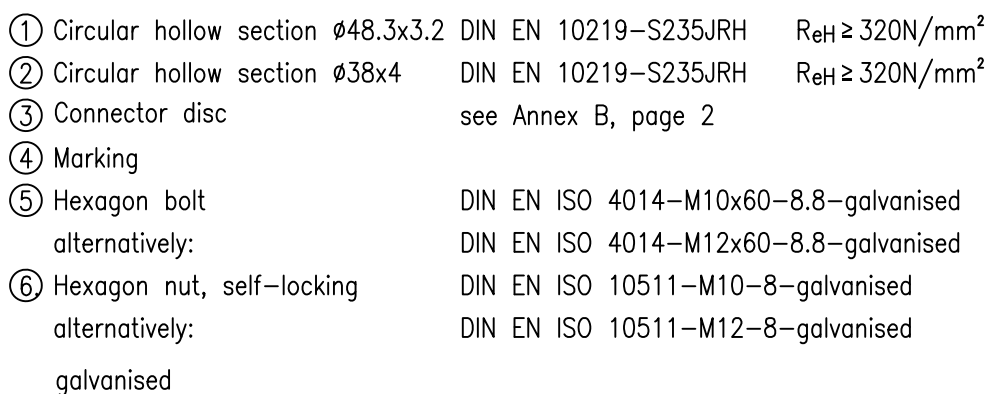 ① Circular hollow section ø48.3x3.2 DIN EN 10219-S235JRH ReH ≥ 320N/mm²
② Circular hollow section ø38x4 DIN EN 10219-S235JRH ReH ≥ 320N/mm²
③ Connector disc see Annex B, page 2
④ Marking
⑤ Hexagon bolt DIN EN ISO 4014-M10x60-8.8-galvanised
alternatively: DIN EN ISO 4014-M12x60-8.8-galvanised
⑥ Hexagon nut, self-locking DIN EN ISO 10511-M10-8-galvanised
alternatively: DIN EN ISO 10511-M12-8-galvanised
galvanised